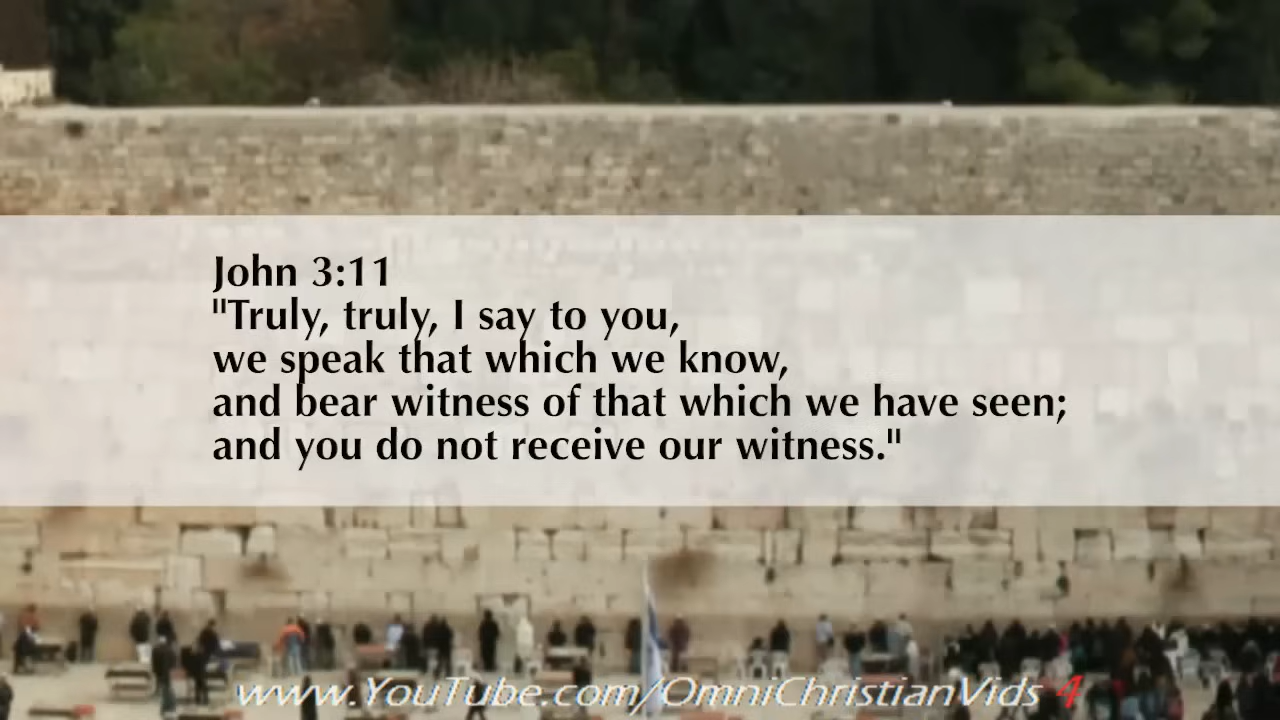 John 3:11
"Truly, truly, I say to you,
we speak that which we know,
and bear witness of that which we have seen;
and you do not receive our witness."
www.YouTube.com/OmniChristianVids 4